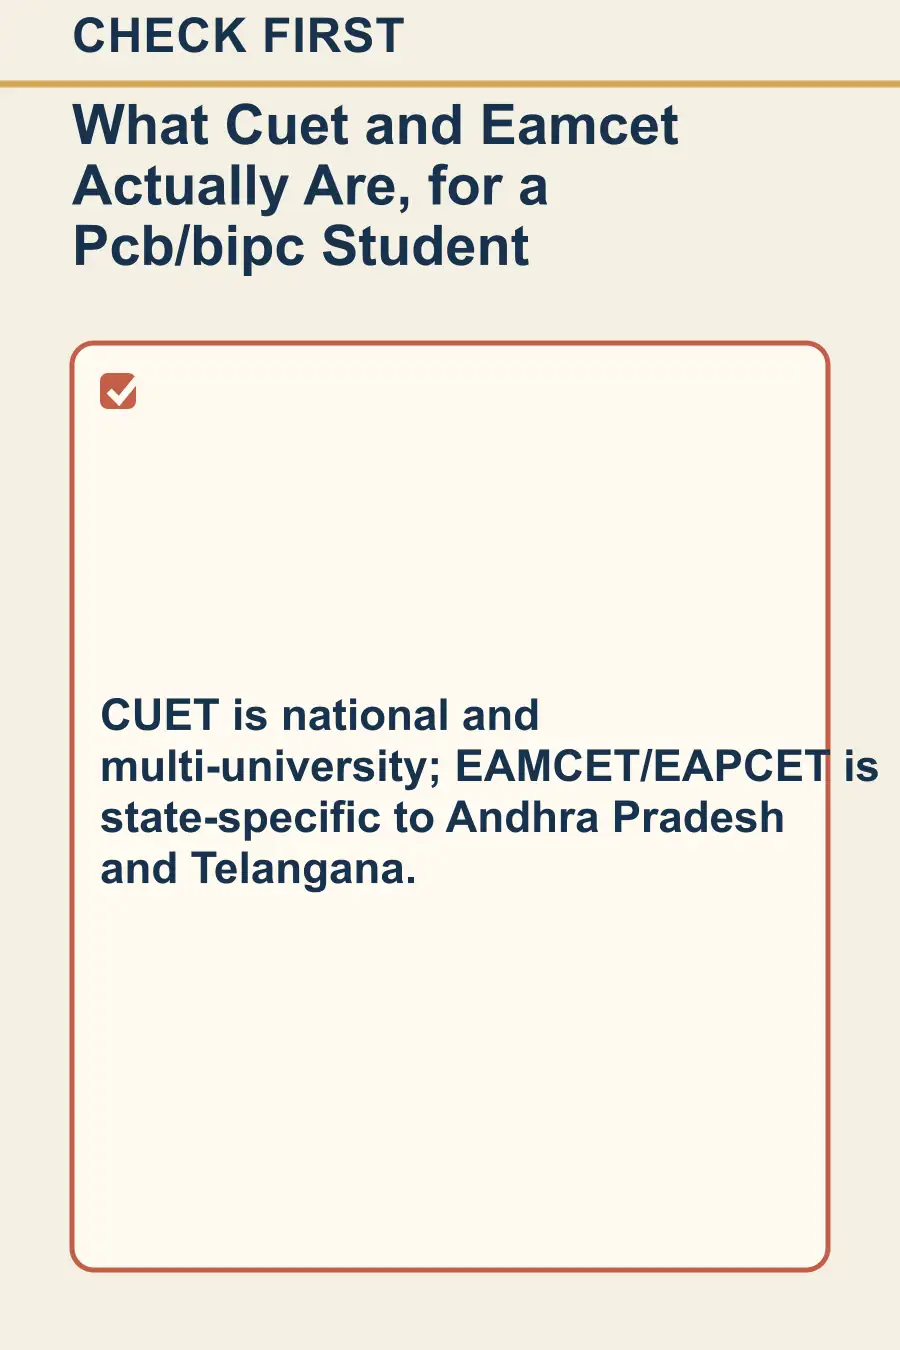 CHECK FIRST
What Cuet and Eamcet
Actually Are, for a
Pcb/bipc Student
CUET is national and
multi-university; EAMCET/EAPCET is
state-specific to Andhra Pradesh
and Telangana.